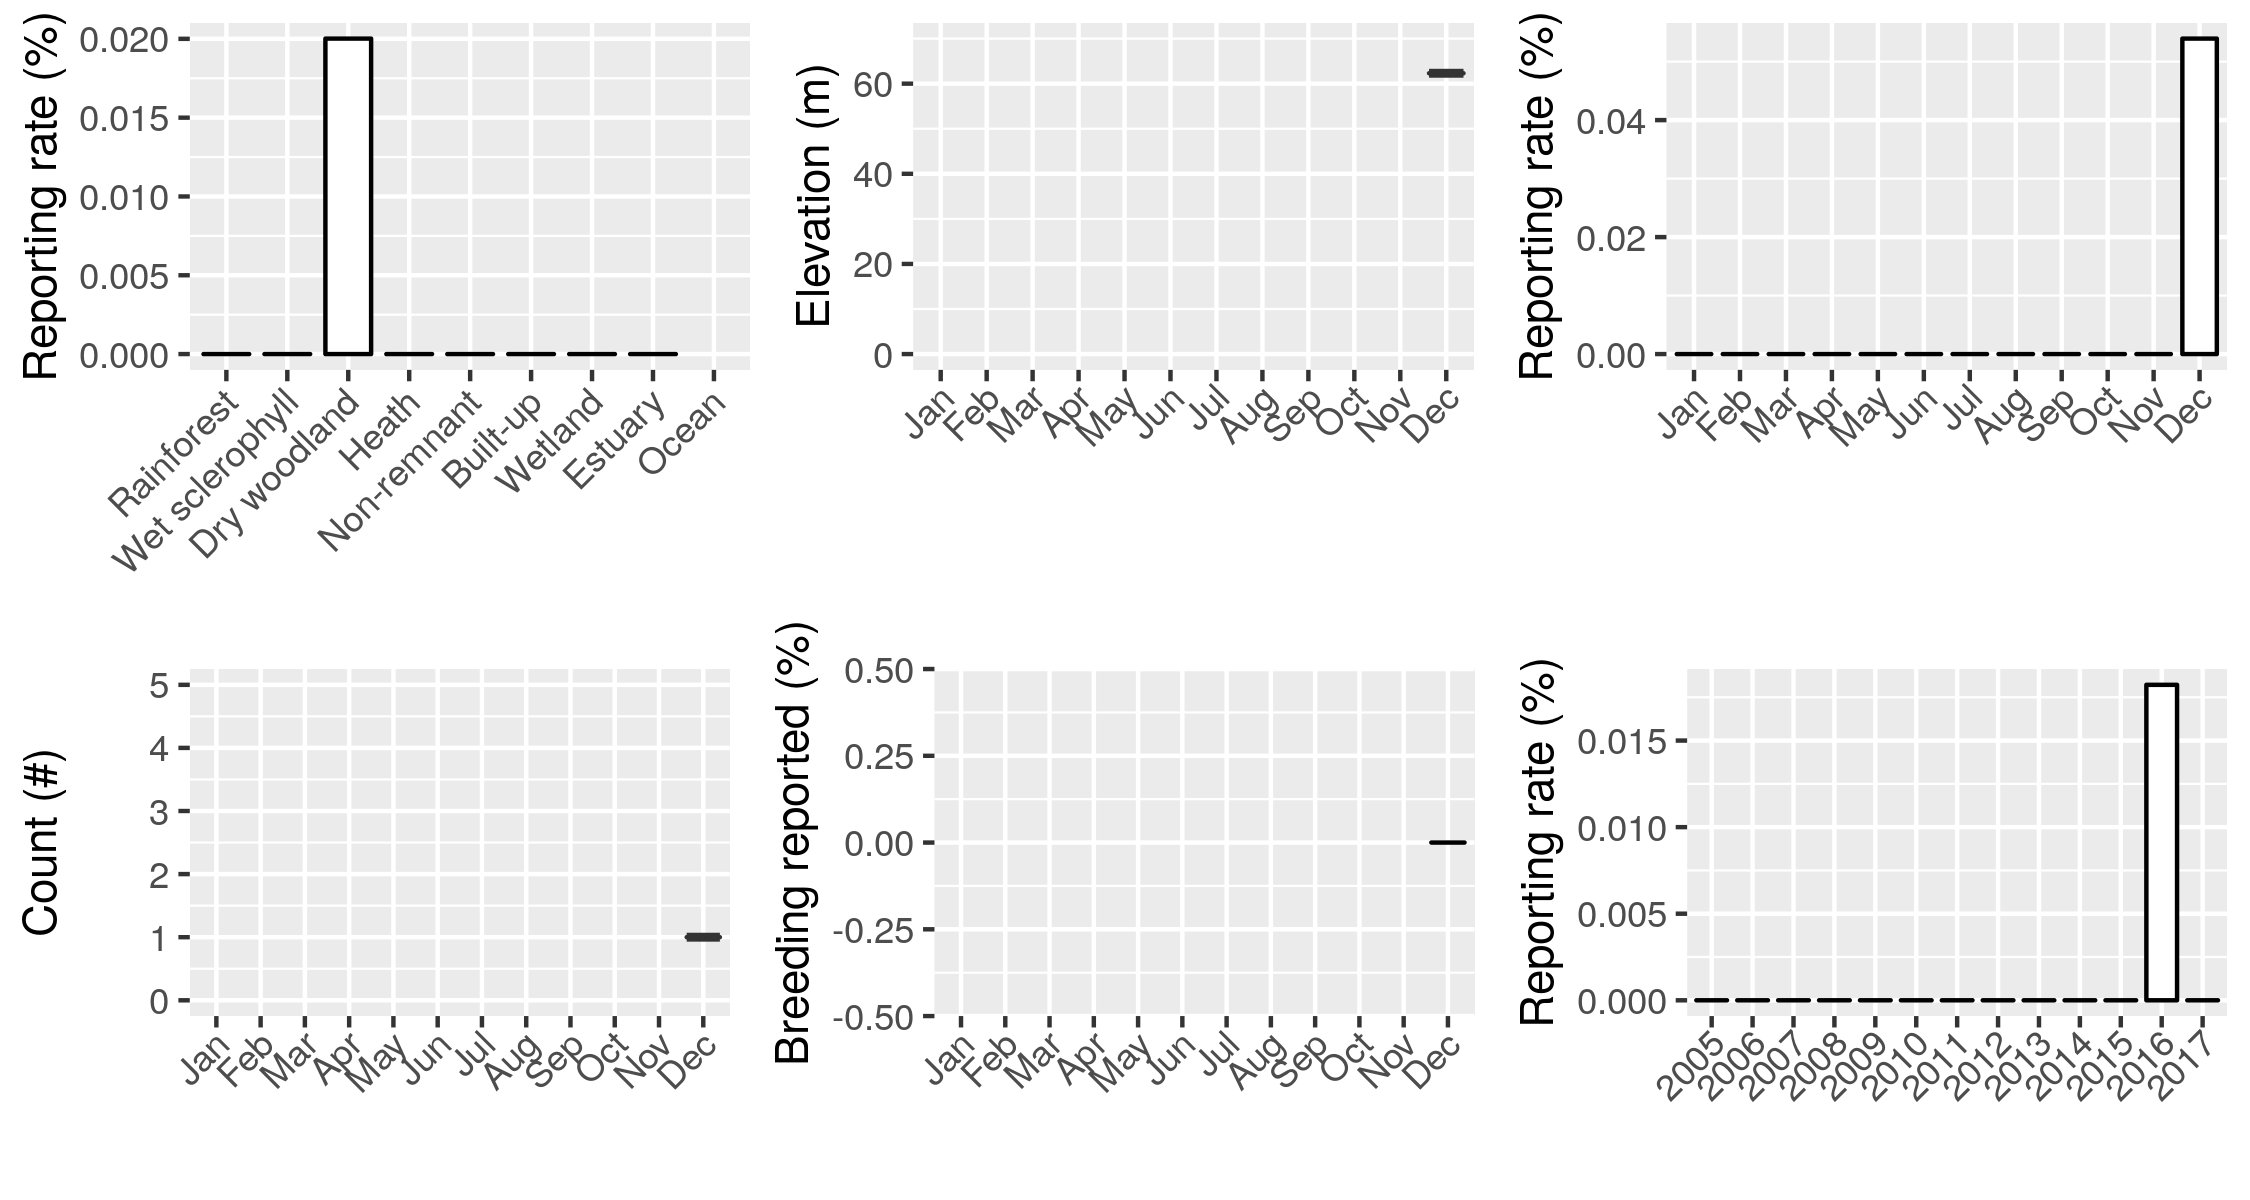 Reporting rate (%)
0.020
0.015
0.010
0.005
0.000
Rainforest
Wet sclerophyll
Dry woodland
Heath
Non-remnant
Built-up
Wetland
Estuary
Ocean
Elevation (m)
60
40
20
0
Jan
Feb
Mar
Apr
May
Jun
Jul
Aug
Sep
Oct
Nov
Dec
Reporting rate (%)
0.04
0.02
0.00
Jan
Feb
Mar
Apr
May
Jun
Jul
Aug
Sep
Oct
Nov
Dec
Count (#)
5
4
3
2
1
0
Jan
Feb
Mar
Apr
May
Jun
Jul
Aug
Sep
Oct
Nov
Dec
Breeding reported (%)
0.50
0.25
0.00
-0.25
-0.50
Jan
Feb
Mar
Apr
May
Jun
Jul
Aug
Sep
Oct
Nov
Dec
Reporting rate (%)
0.015
0.010
0.005
0.000
2005
2006
2007
2008
2009
2010
2011
2012
2013
2014
2015
2016
2017